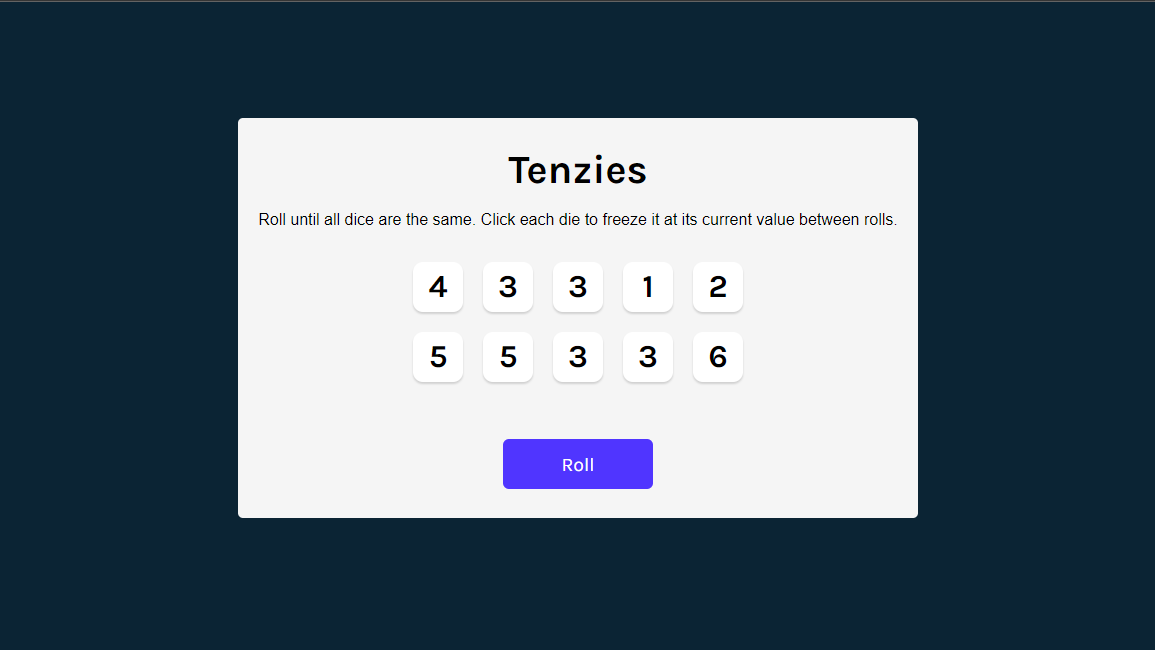 Tenzies
Roll until all dice are the same. Click each die to freeze it at its current value between rolls.
4 3 3 1 2
5 5 3 3 6
Roll